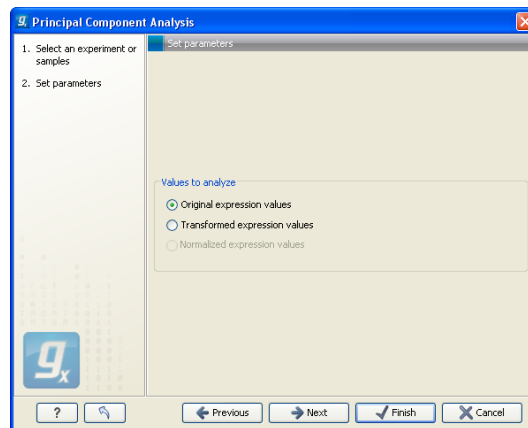 Principal Component Analysis
1. Select an experiment or
samples
2. Set parameters
Set parameters
Values to analyze
Original expression values
Transformed expression values
Normalized expression values
gx
?
Previous
Next
Finish
Cancel